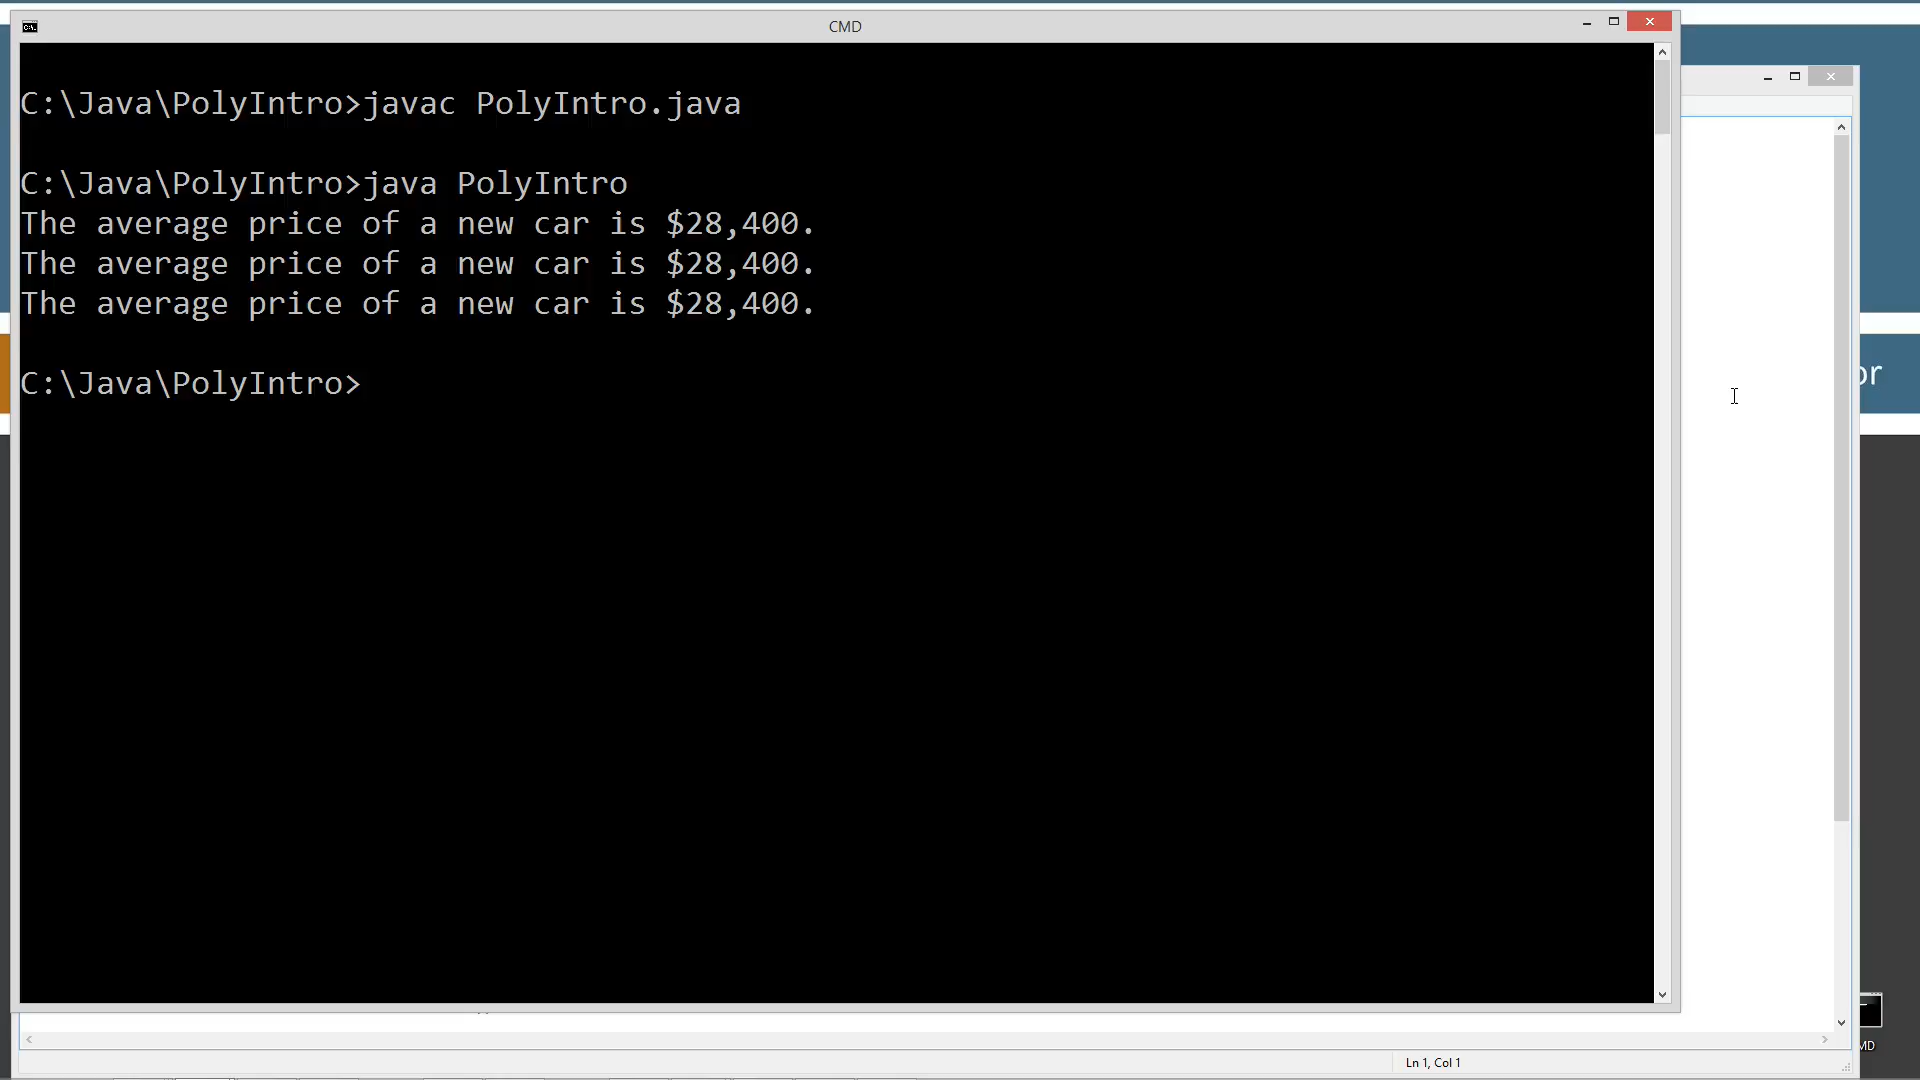 CMD
C:\Java\PolyIntro>javac PolyIntro.java
C:\Java\PolyIntro>java PolyIntro
The average price of a new car is $28,400.
The average price of a new car is $28,400.
The average price of a new car is $28,400.
C:\Java\PolyIntro>
or
MD
Ln 1, Col 1